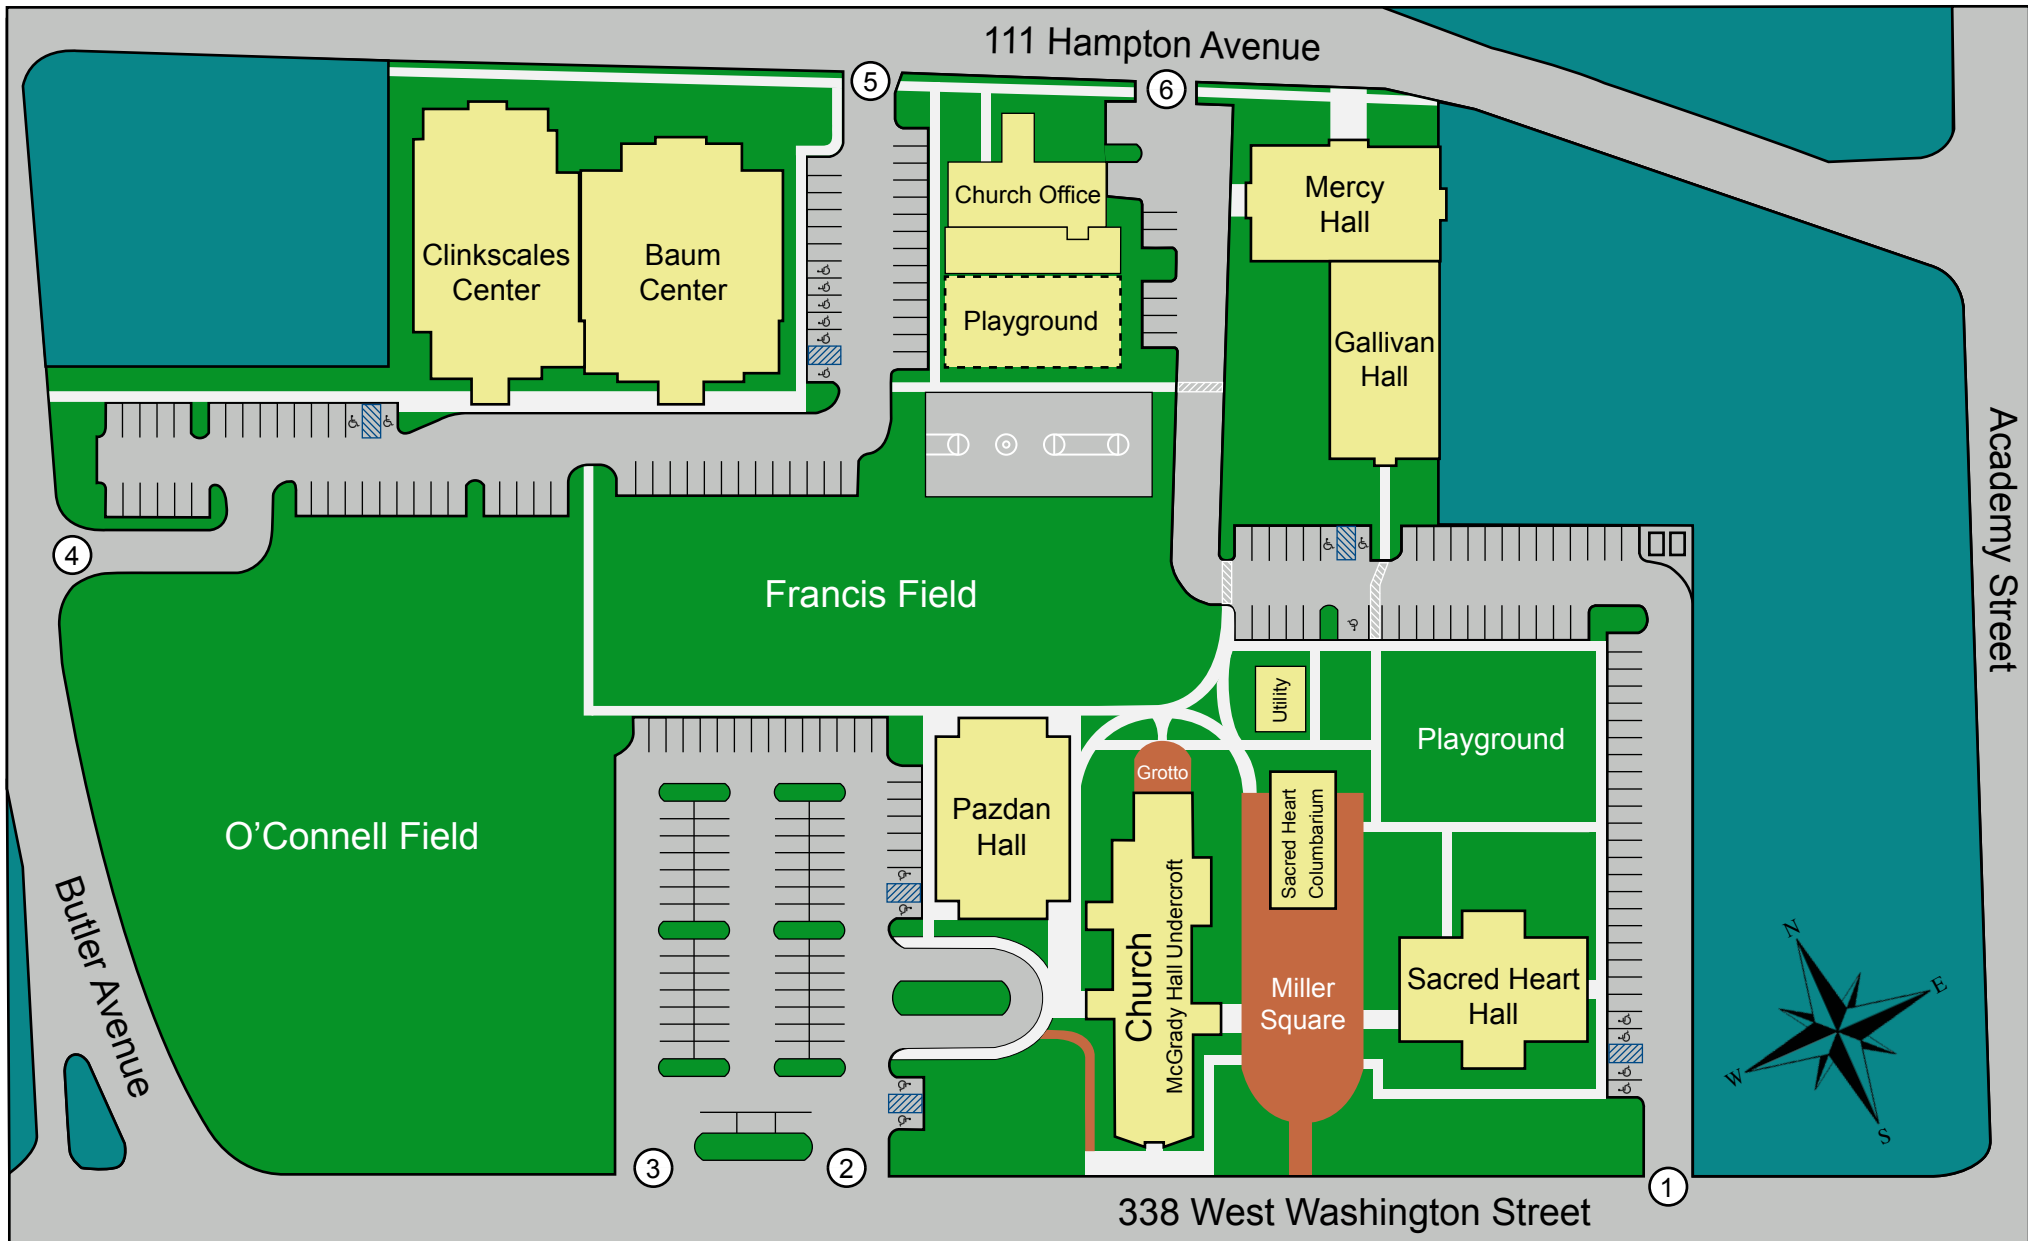 111 Hampton Avenue
5
6
Church Office
Mercy
Hall
Clinkscales
Center
Baum
Center
Playground
Gallivan
Hall
Academy Street
4
Francis Field
Utility
Playground
Grotto
Pazdan
Hall
O'Connell Field
Sacred Heart
Columbarium
Church
McGrady Hall Undercroft
Butler Avenue
Miller
Square
Sacred Heart
Hall
N
E
W
S
3
2
1
338 West Washington Street